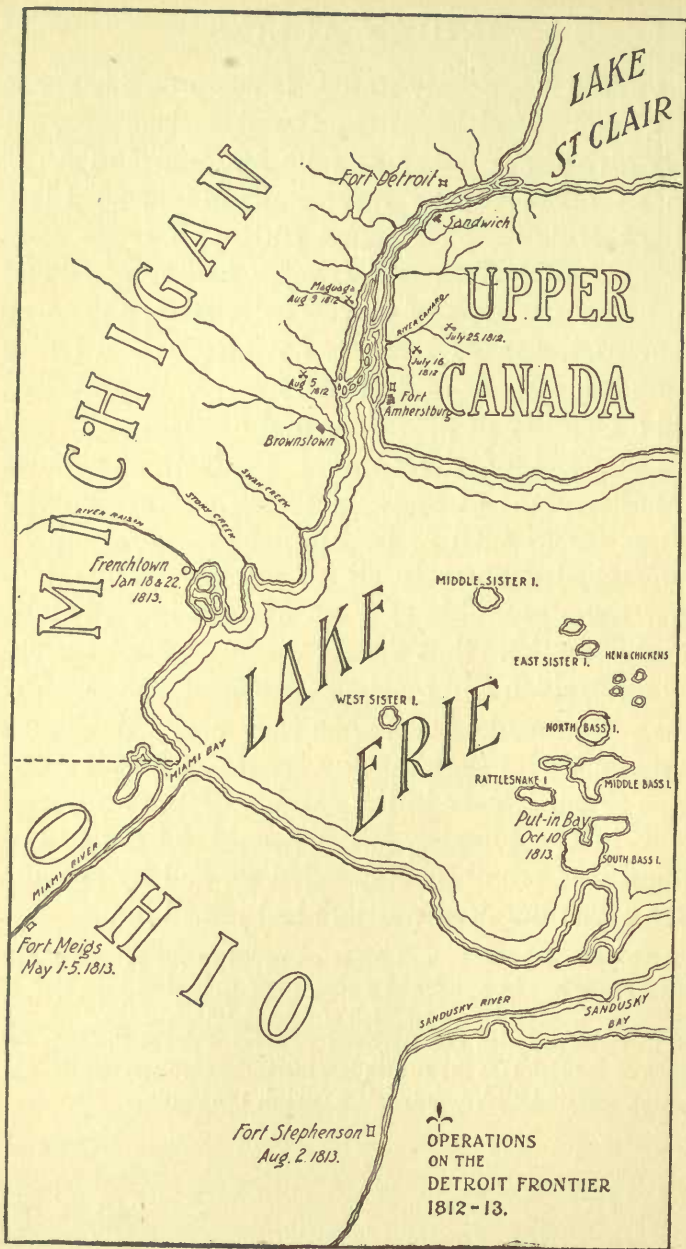 LAKE
ST CLAIR
Fort Detroit
Sandwich
MICHIGAN
UPPER
CANADA
Maguaga
Aug 9 1812
RIVER CANARD
July 25. 1812.
July 16
1812
Aug 5
1812
Fort
Amherstburg
Brownstown
SWAN CREEK
STONY CREEK
RIVER RAISIN
Frenchtown
Jan 18 & 22.
1813.
MIDDLE SISTER I.
EAST SISTER I.
HEN & CHICKENS
LAKE
ERIE
WEST SISTER I.
NORTH BASS I.
RATTLESNAKE I
MIDDLE BASS I.
Put-in Bay
Oct 10
1813.
SOUTH BASS I.
MIAMI BAY
OHIO
MIAMI RIVER
Fort Meigs
May 1-5. 1813.
SANDUSKY RIVER
SANDUSKY
BAY
Fort Stephenson
Aug. 2. 1813.
OPERATIONS
ON THE
DETROIT FRONTIER
1812-13.